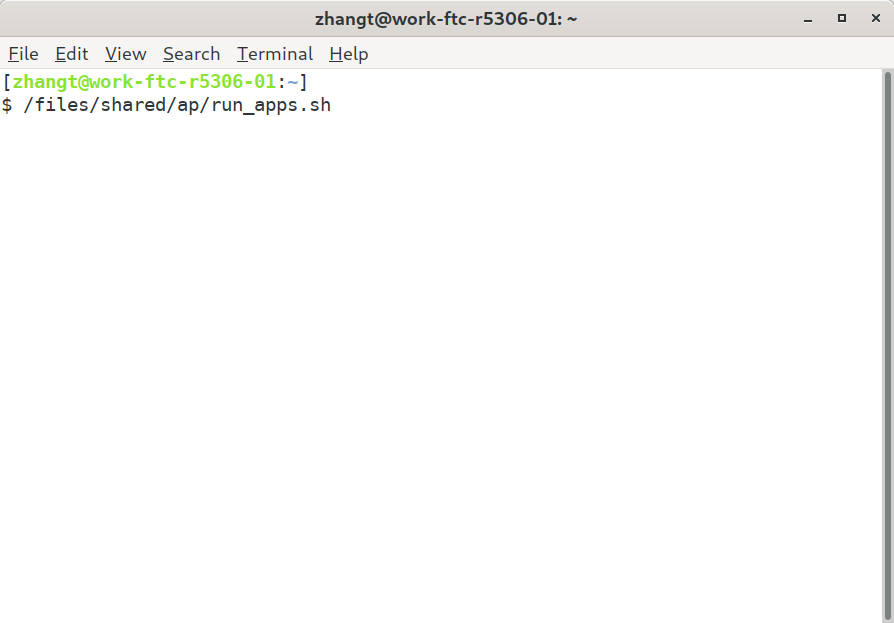 zhangt@work-ftc-r5306-01: ~
File Edit View Search Terminal Help
[zhangt@work-ftc-r5306-01:~]
$ /files/shared/ap/run_apps.sh